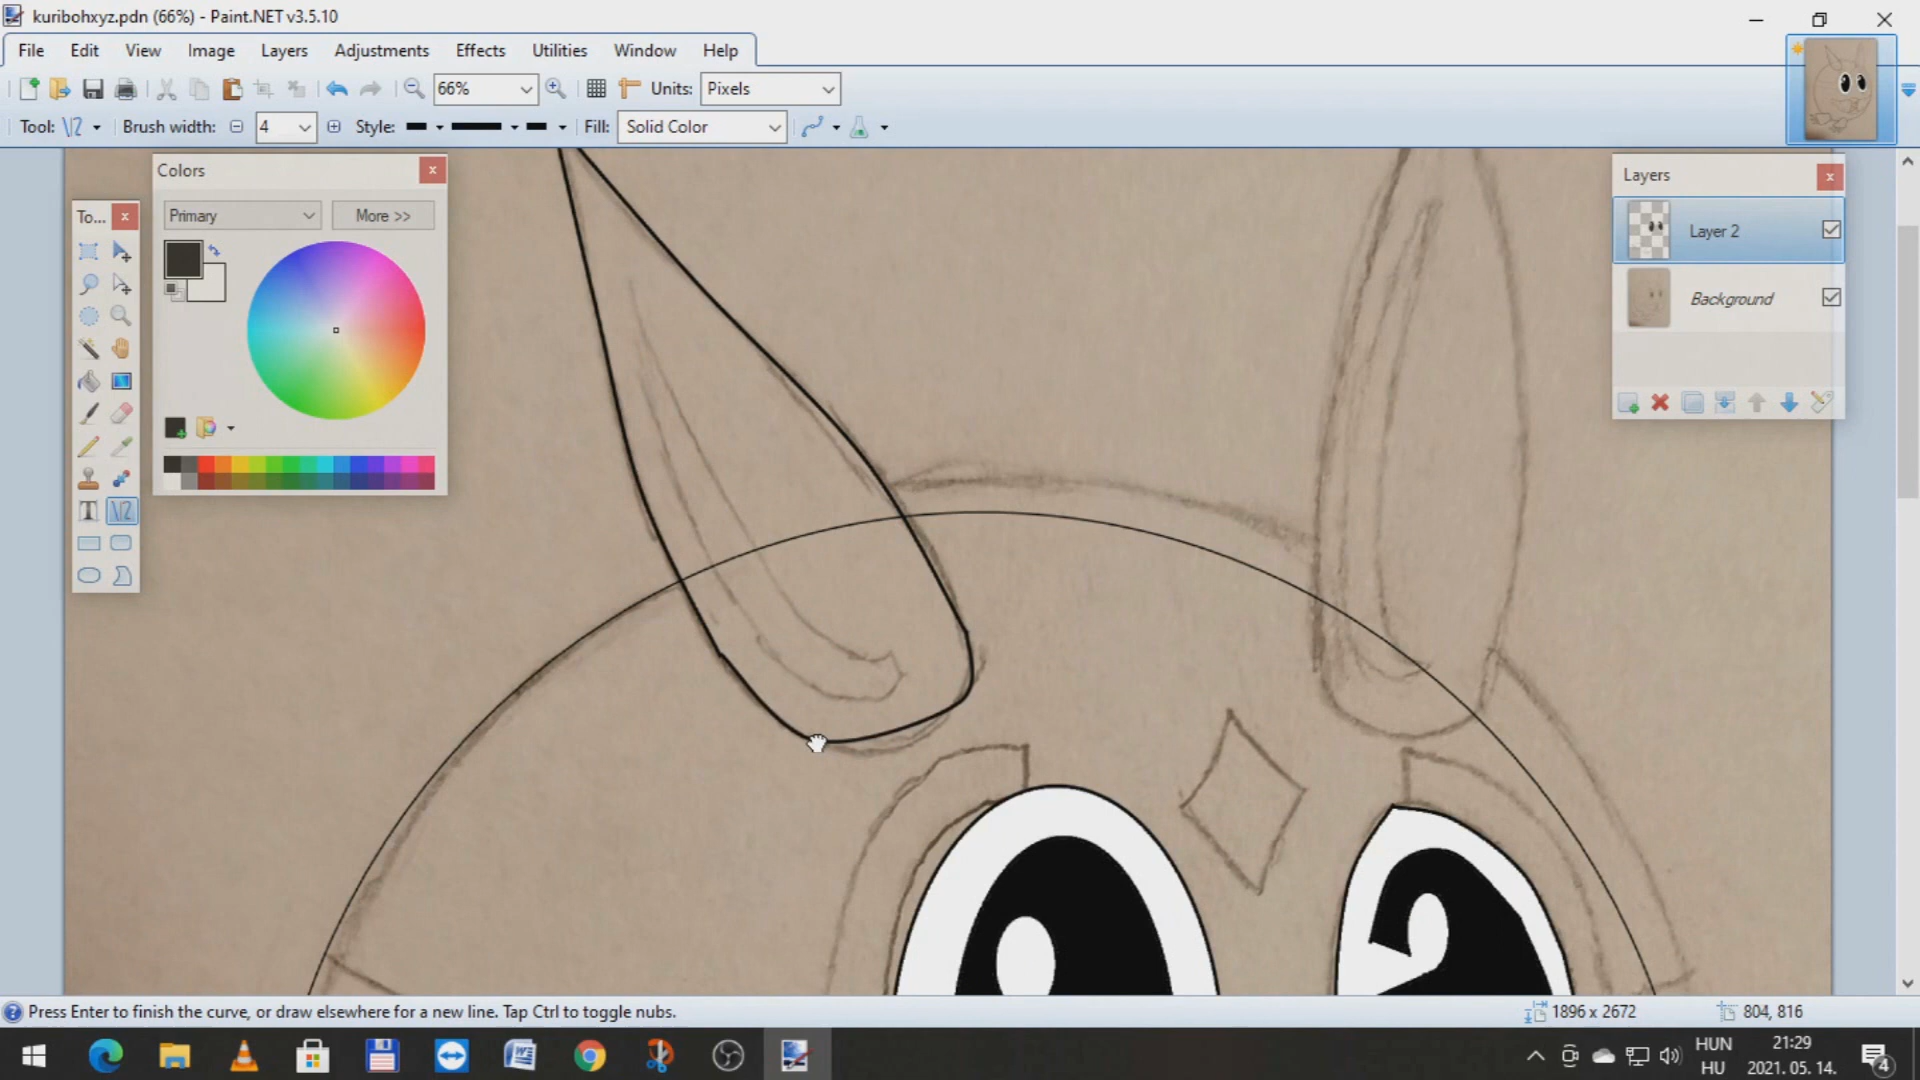 kuribohxyz.pdn (66%) - Paint.NET v3.5.10
File Edit View Image Layers Adjustments Effects Utilities Window Help
66% Units: Pixels
Tool: Brush width: 4 Style: Fill: Solid Color
Colors
Primary More >>
To...
Layers
Layer 2
Background
Press Enter to finish the curve, or draw elsewhere for a new line. Tap Ctrl to toggle nubs.
1896 x 2672 804, 816
HUN 21:29
HU 2021. 05. 14.
4